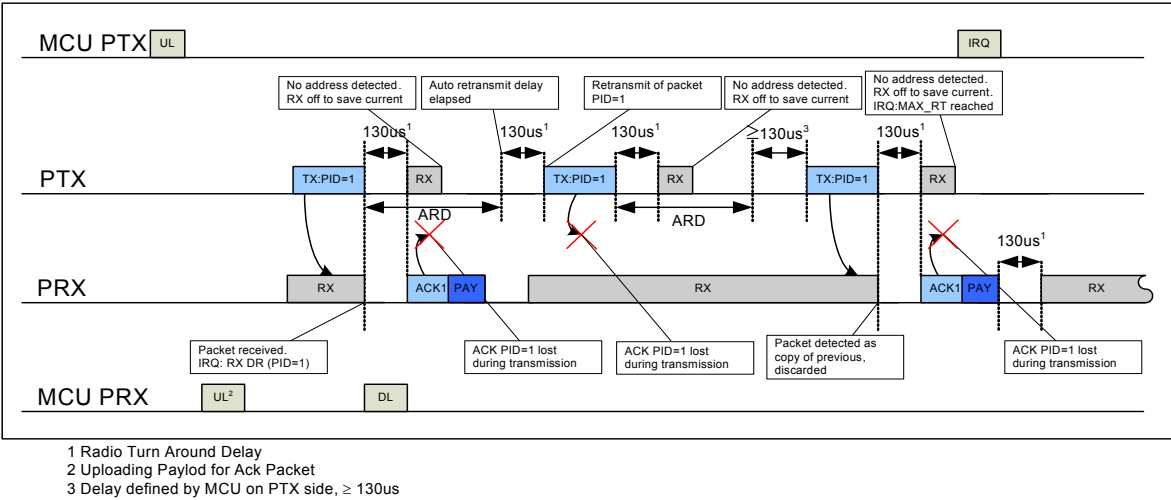 MCU PTX
UL
IRQ
No address detected.
RX off to save current
Auto retransmit delay
elapsed
Retransmit of packet
PID=1
No address detected.
RX off to save current
No address detected.
RX off to save current.
IRQ:MAX_RT reached
130us¹
130us¹
130us¹
≥130us³
130us¹
PTX
TX:PID=1
RX
TX:PID=1
RX
TX:PID=1
RX
ARD
ARD
130us¹
PRX
RX
ACK1
PAY
RX
ACK1
PAY
RX
Packet received.
IRQ: RX DR (PID=1)
ACK PID=1 lost
during transmission
ACK PID=1 lost
during transmission
Packet detected as
copy of previous,
discarded
ACK PID=1 lost
during transmission
MCU PRX
UL²
DL
1 Radio Turn Around Delay
2 Uploading Paylod for Ack Packet
3 Delay defined by MCU on PTX side, ≥ 130us